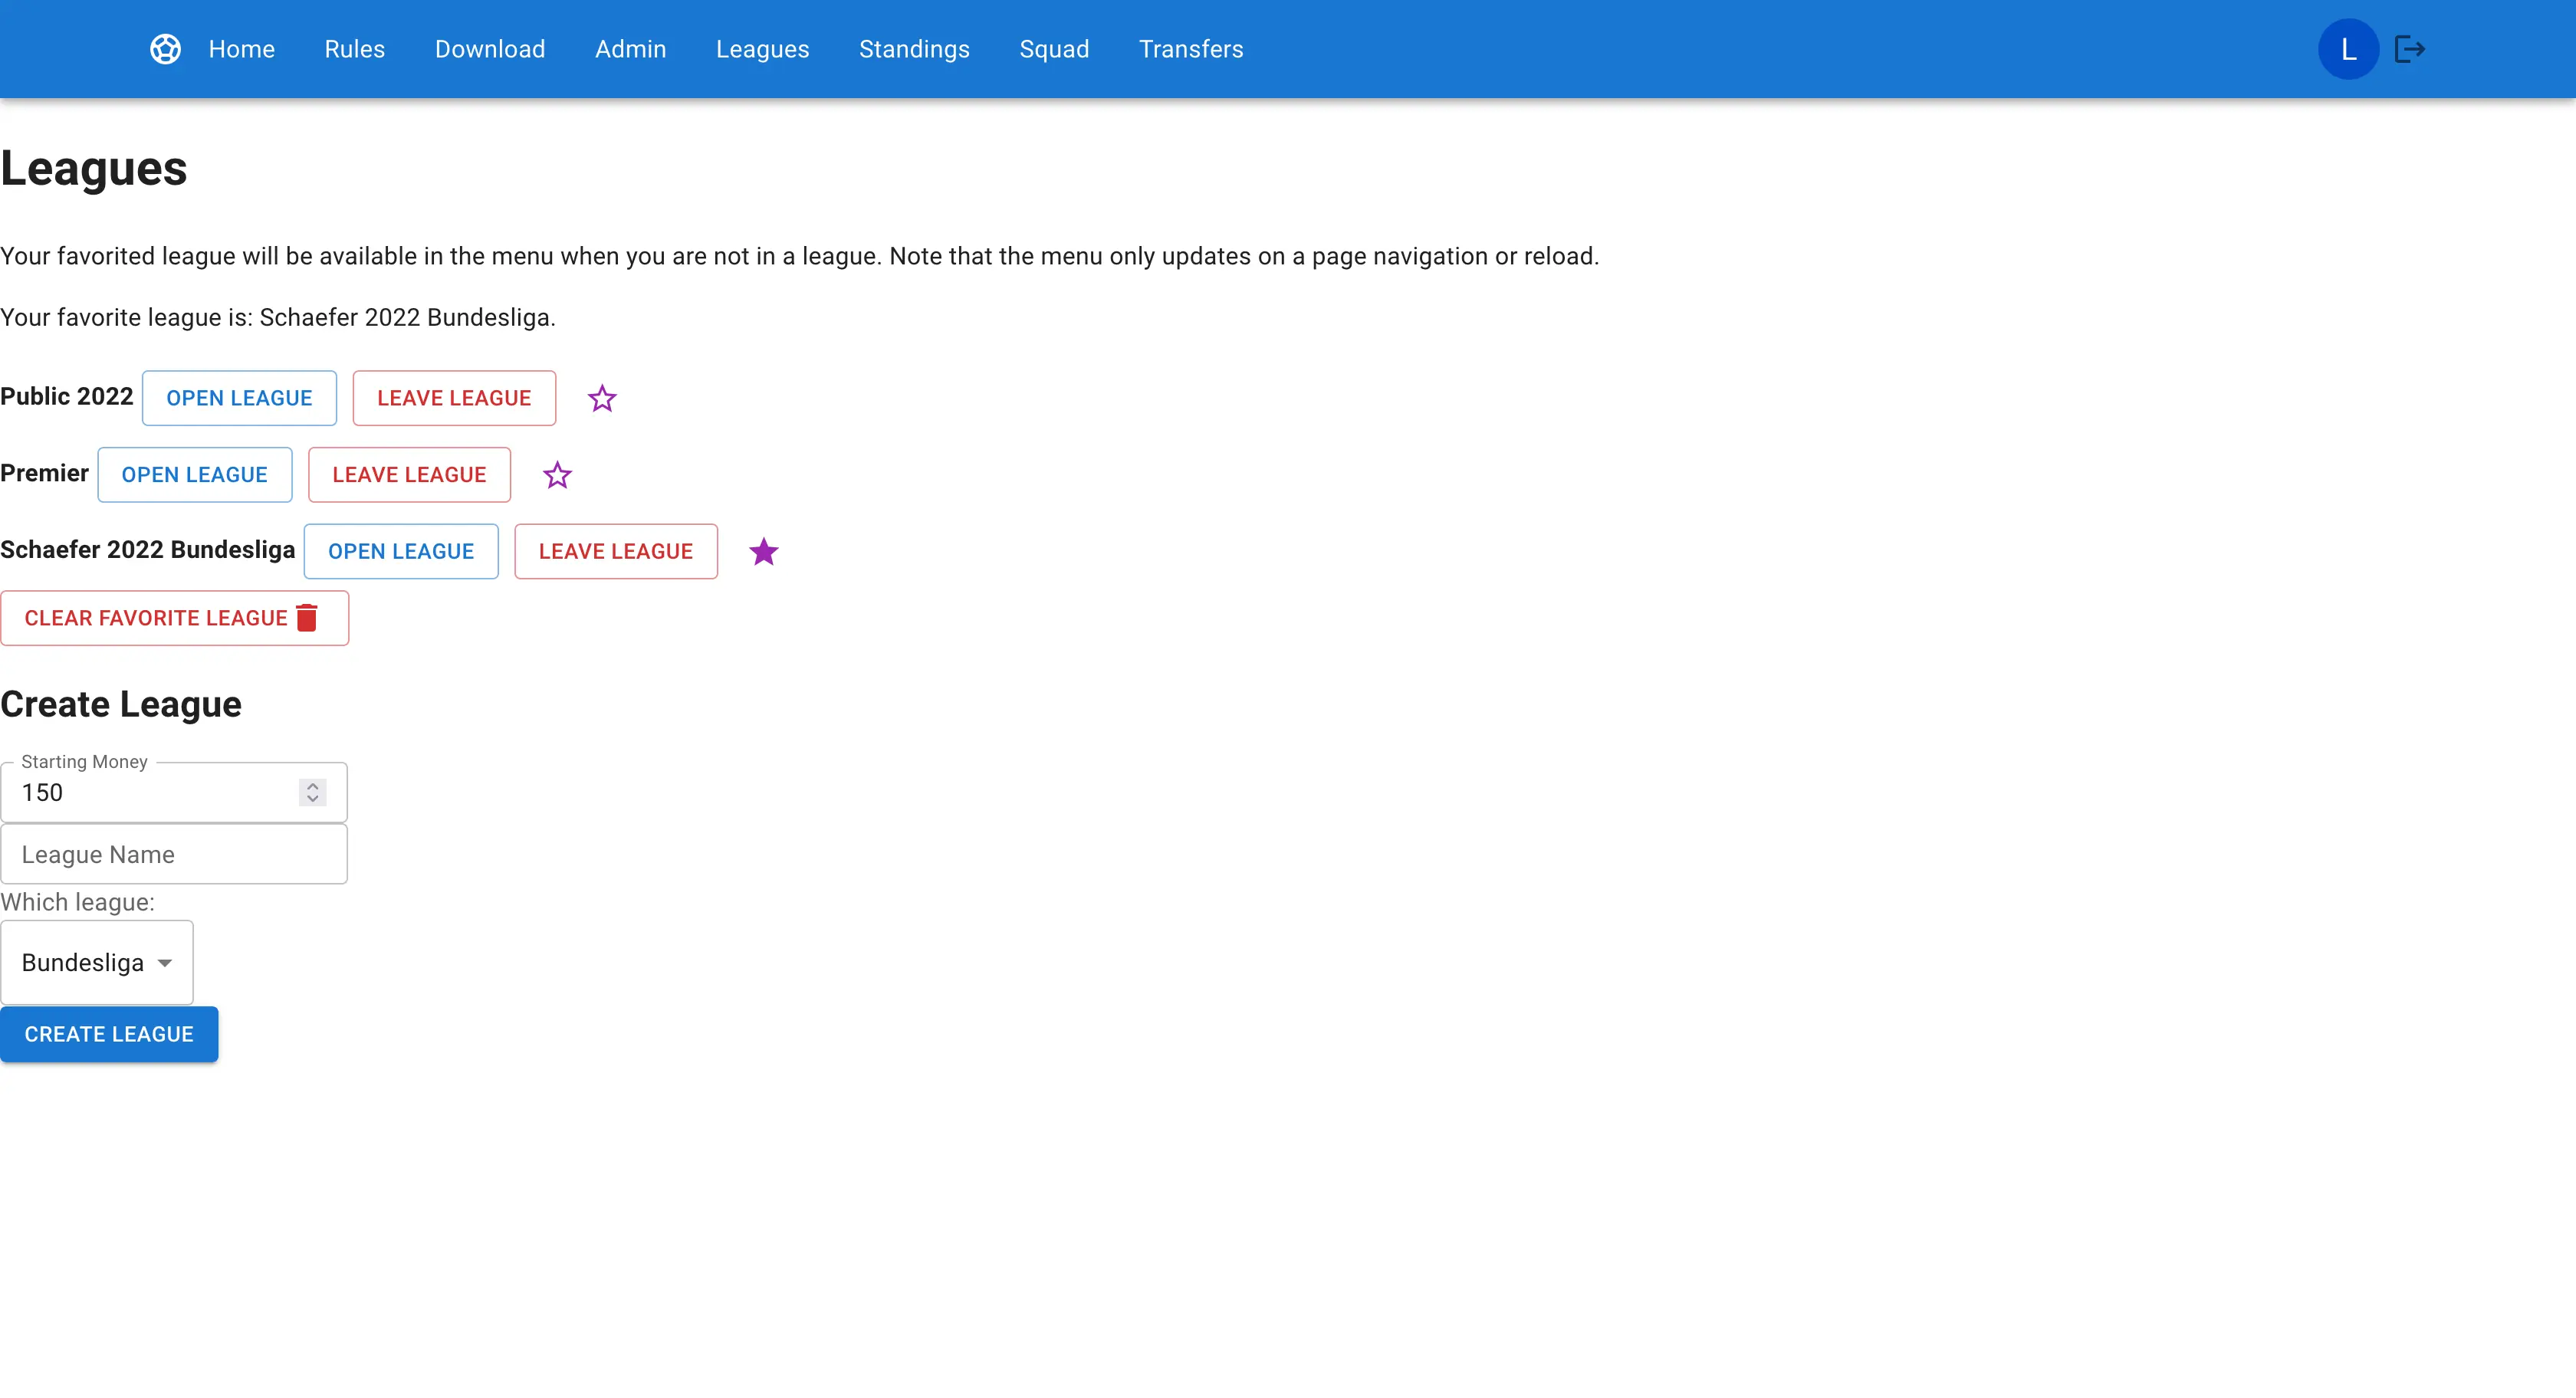 Home Rules Download Admin Leagues Standings Squad Transfers L
Leagues
Your favorited league will be available in the menu when you are not in a league. Note that the menu only updates on a page navigation or reload.
Your favorite league is: Schaefer 2022 Bundesliga.
Public 2022 OPEN LEAGUE LEAVE LEAGUE
Premier OPEN LEAGUE LEAVE LEAGUE
Schaefer 2022 Bundesliga OPEN LEAGUE LEAVE LEAGUE
CLEAR FAVORITE LEAGUE
Create League
Starting Money
150
League Name
Which league:
Bundesliga
CREATE LEAGUE